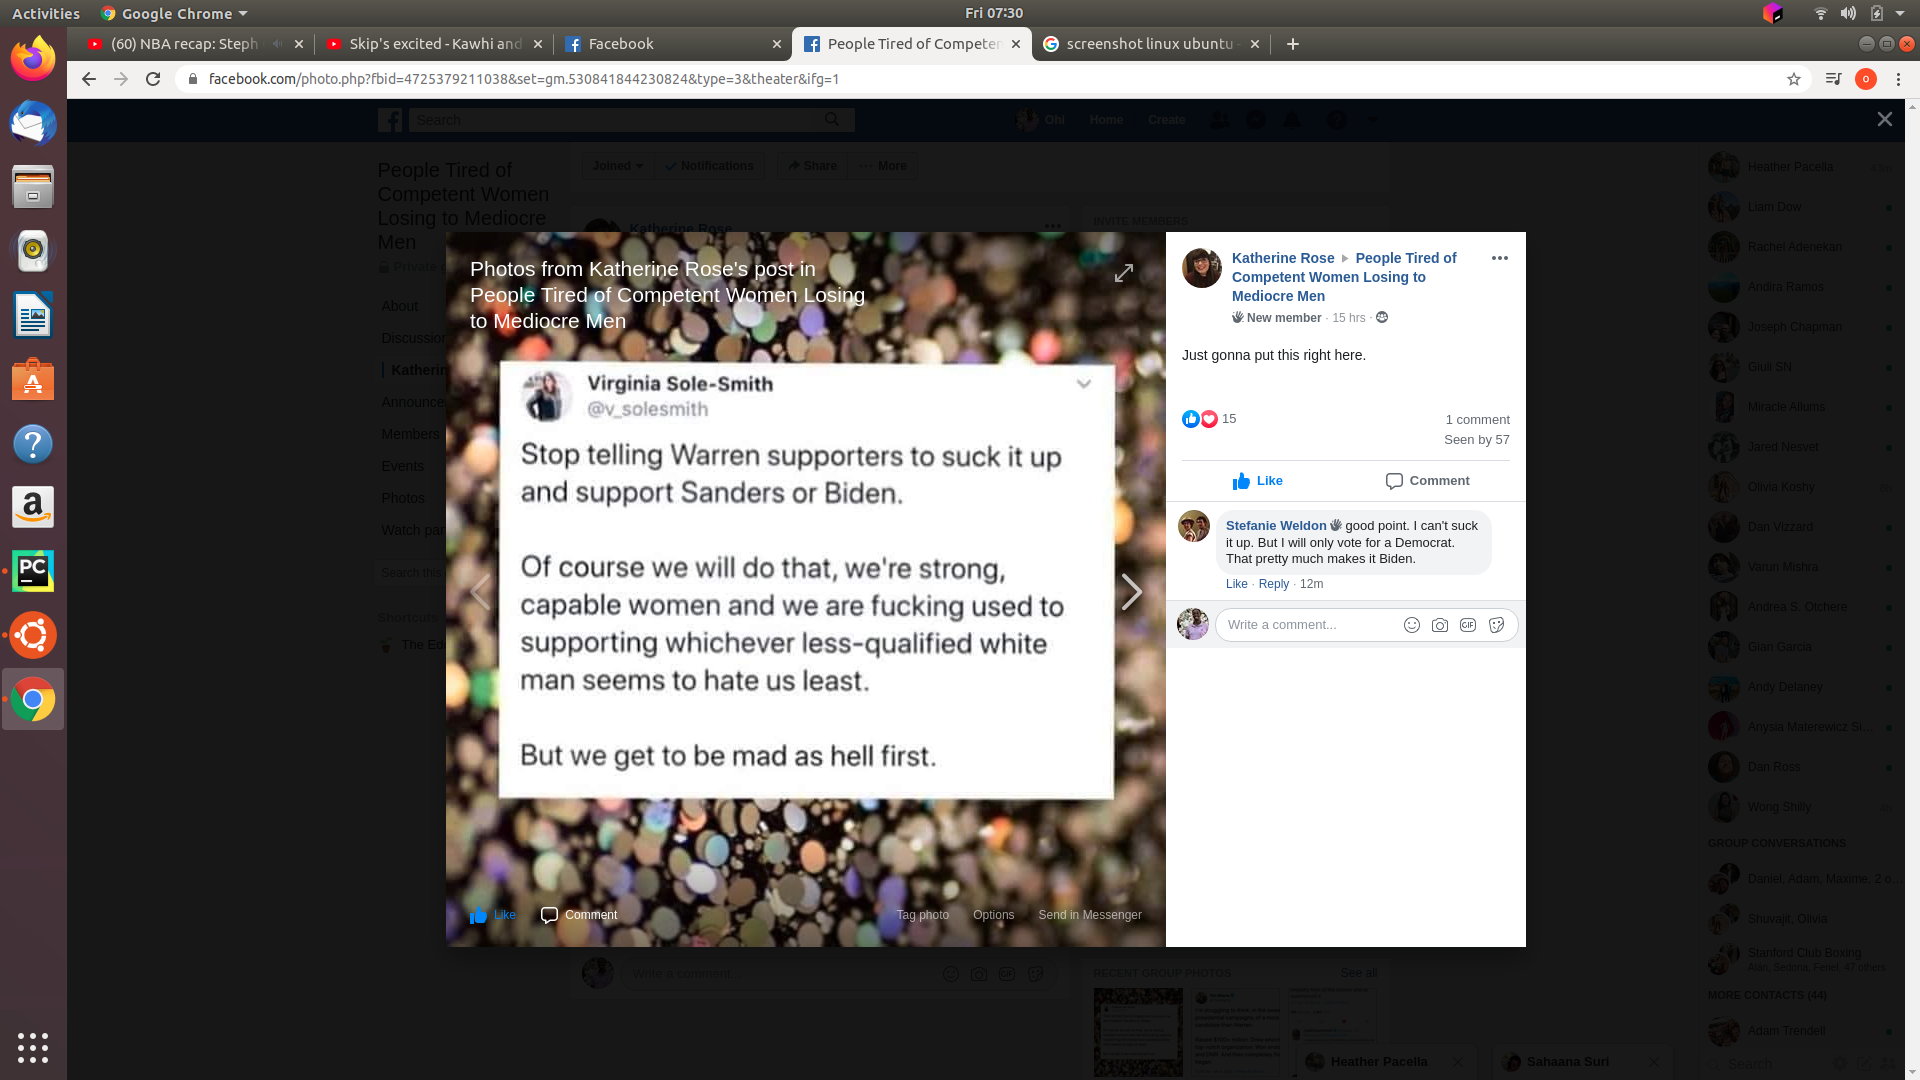 Activities
Google Chrome
Fri 07:30
(60) NBA recap: Steph
Skip's excited - Kawhi and
Facebook
People Tired of Competen
screenshot linux ubuntu -
facebook.com/photo.php?fbid=4725379211038&set=gm.530841844230824&type=3&theater&ifg=1
O
Search
Ohi
Home
Create
People Tired of
Competent Women
Losing to Mediocre
Men
Private g
About
Discussion
Katherin
Announce
Members
Events
Photos
Watch par
Search this
Shortcuts
The Edi
Joined
Notifications
Share
More
Katherine Rose
INVITE MEMBERS
Photos from Katherine Rose's post in
People Tired of Competent Women Losing
to Mediocre Men
Virginia Sole-Smith
@v_solesmith
Stop telling Warren supporters to suck it up
and support Sanders or Biden.
Of course we will do that, we're strong,
capable women and we are fucking used to
supporting whichever less-qualified white
man seems to hate us least.
But we get to be mad as hell first.
Like
Comment
Tag photo
Options
Send in Messenger
Katherine Rose ▸ People Tired of
Competent Women Losing to
Mediocre Men
New member · 15 hrs ·
Just gonna put this right here.
15
1 comment
Seen by 57
Like
Comment
Stefanie Weldon good point. I can't suck
it up. But I will only vote for a Democrat.
That pretty much makes it Biden.
Like · Reply · 12m
Write a comment...
GIF
Write a comment...
RECENT GROUP PHOTOS
See all
Heather Pacella
Liam Dow
Rachel Adenekan
Andira Ramos
Joseph Chapman
Giuli SN
Miracle Allums
Jared Nesvet
Olivia Koshy
Dan Vizzard
Varun Mishra
Andrea S. Otchere
Gian Garcia
Andy Delaney
Anysia Materewicz Si...
Dan Ross
Wong Shilly
GROUP CONVERSATIONS
Daniel, Adam, Maxime, 2 o...
Shuvajit, Olivia
Stanford Club Boxing
MORE CONTACTS (44)
Adam Trendell
Search
Heather Pacella
Sahaana Suri
PC